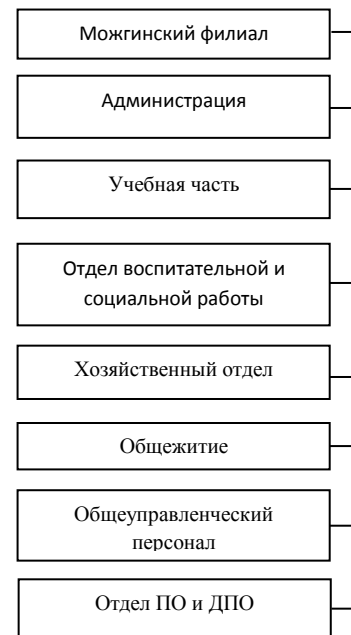 Можгинский филиал
Администрация
Учебная часть
Отдел воспитательной и
социальной работы
Хозяйственный отдел
Общежитие
Общеуправленческий
персонал
Отдел ПО и ДПО